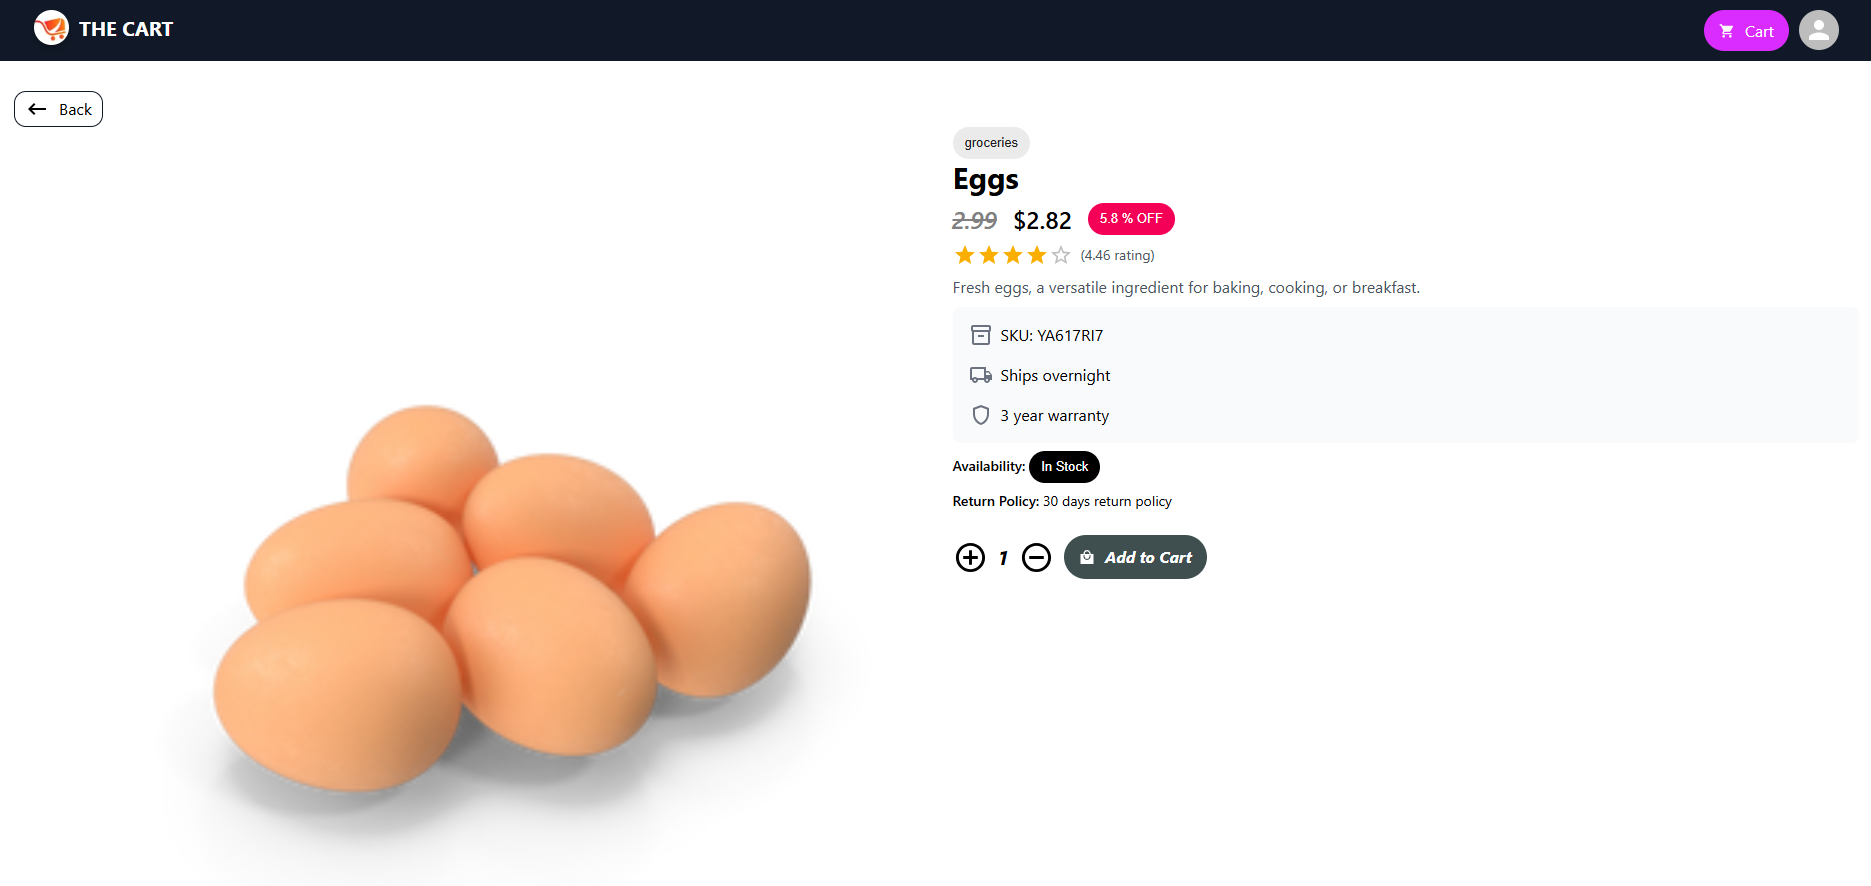 THE CART
Cart
Back
groceries
Eggs
2.99 $2.82 5.8 % OFF
(4.46 rating)
Fresh eggs, a versatile ingredient for baking, cooking, or breakfast.
SKU: YA617RI7
Ships overnight
3 year warranty
Availability: In Stock
Return Policy: 30 days return policy
1 Add to Cart